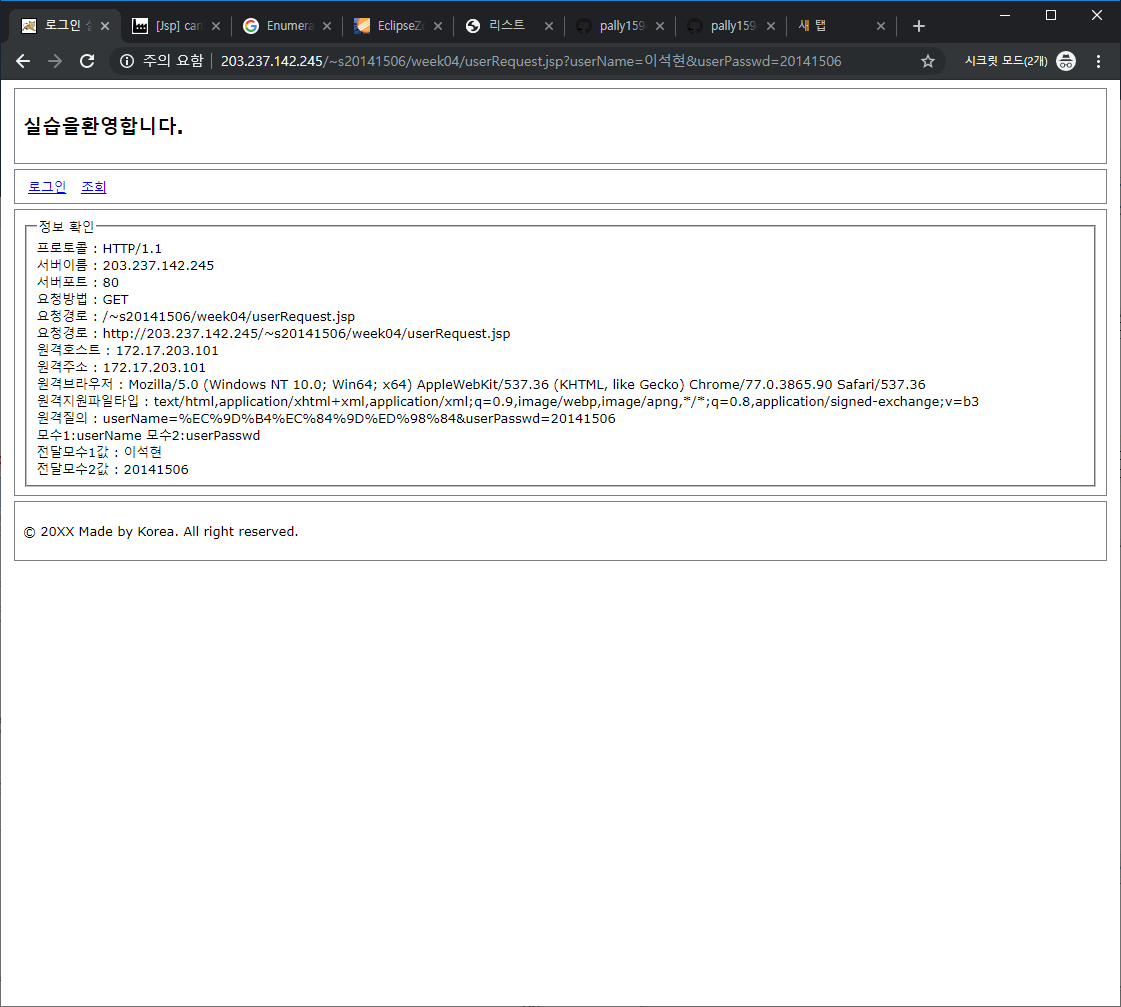 로그인
[Jsp] can
Enumera
EclipseZ
리스트
pally159
pally159
새 탭
주의 요함 203.237.142.245/~s20141506/week04/userRequest.jsp?userName=이석현&userPasswd=20141506 시크릿 모드(2개)
실습을환영합니다.
로그인 조회
정보 확인
프로토콜 : HTTP/1.1
서버이름 : 203.237.142.245
서버포트 : 80
요청방법 : GET
요청경로 : /~s20141506/week04/userRequest.jsp
요청경로 : http://203.237.142.245/~s20141506/week04/userRequest.jsp
원격호스트 : 172.17.203.101
원격주소 : 172.17.203.101
원격브라우저 : Mozilla/5.0 (Windows NT 10.0; Win64; x64) AppleWebKit/537.36 (KHTML, like Gecko) Chrome/77.0.3865.90 Safari/537.36
원격지원파일타입 : text/html,application/xhtml+xml,application/xml;q=0.9,image/webp,image/apng,*/*;q=0.8,application/signed-exchange;v=b3
원격질의 : userName=%EC%9D%B4%EC%84%9D%ED%98%84&userPasswd=20141506
모수1:userName 모수2:userPasswd
전달모수1값 : 이석현
전달모수2값 : 20141506
© 20XX Made by Korea. All right reserved.